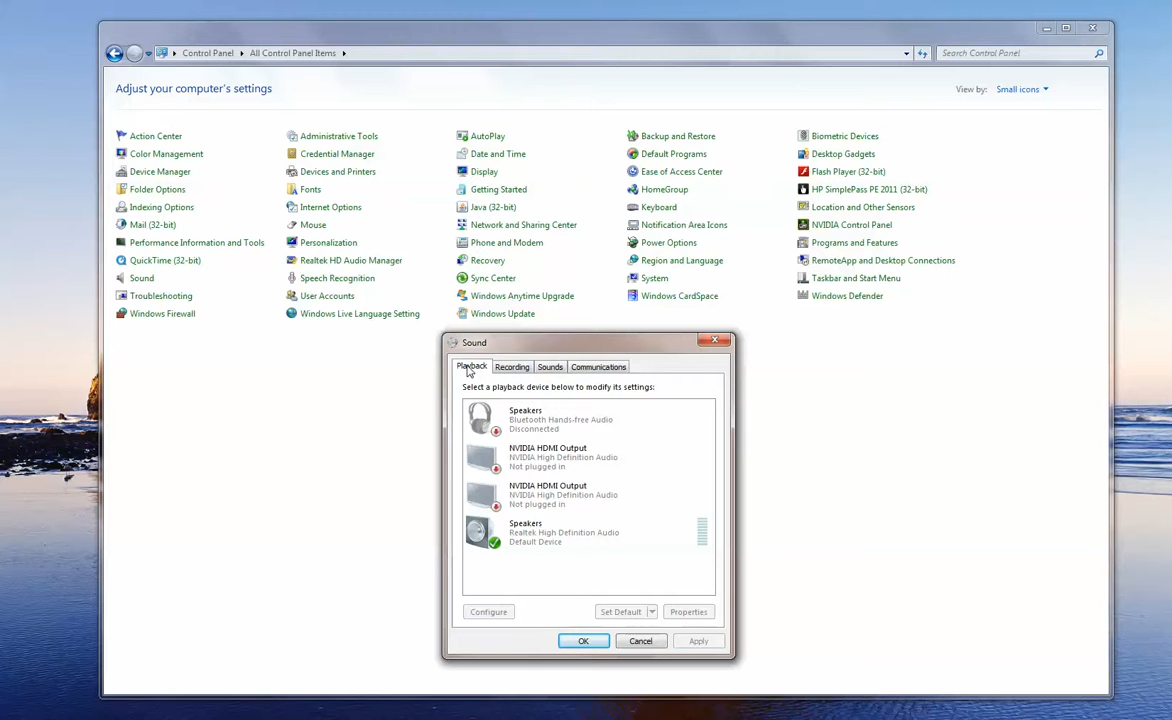 Control Panel All Control Panel Items Search Control Panel
Adjust your computer's settings View by: Small icons
Action Center Administrative Tools AutoPlay Backup and Restore Biometric Devices
Color Management Credential Manager Date and Time Default Programs Desktop Gadgets
Device Manager Devices and Printers Display Ease of Access Center Flash Player (32-bit)
Folder Options Fonts Getting Started HomeGroup HP SimplePass PE 2011 (32-bit)
Indexing Options Internet Options Java (32-bit) Keyboard Location and Other Sensors
Mail (32-bit) Mouse Network and Sharing Center Notification Area Icons NVIDIA Control Panel
Performance Information and Tools Personalization Phone and Modem Power Options Programs and Features
QuickTime (32-bit) Realtek HD Audio Manager Recovery Region and Language RemoteApp and Desktop Connections
Sound Speech Recognition Sync Center System Taskbar and Start Menu
Troubleshooting User Accounts Windows Anytime Upgrade Windows CardSpace Windows Defender
Windows Firewall Windows Live Language Setting Windows Update
Sound
Playback Recording Sounds Communications
Select a playback device below to modify its settings:
Speakers
Bluetooth Hands-free Audio
Disconnected
NVIDIA HDMI Output
NVIDIA High Definition Audio
Not plugged in
NVIDIA HDMI Output
NVIDIA High Definition Audio
Not plugged in
Speakers
Realtek High Definition Audio
Default Device
Configure Set Default Properties
OK Cancel Apply